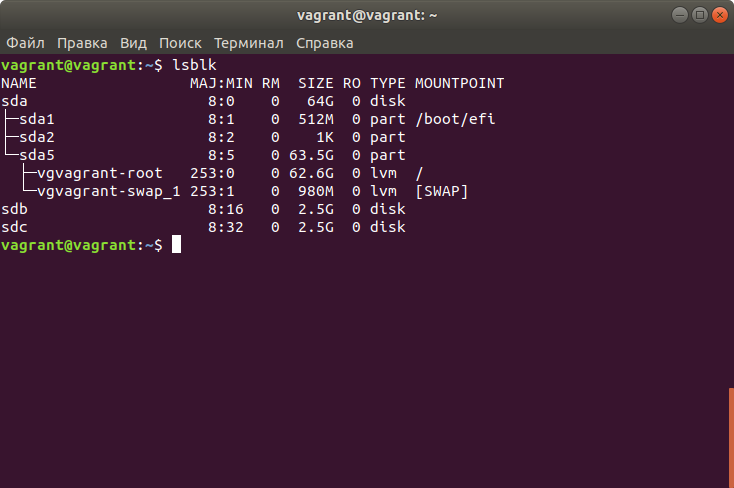 vagrant@vagrant: ~
Файл Правка Вид Поиск Терминал Справка
vagrant@vagrant:~$ lsblk
NAME                 MAJ:MIN RM  SIZE RO TYPE MOUNTPOINT
sda                    8:0    0   64G  0 disk
├─sda1                 8:1    0  512M  0 part /boot/efi
├─sda2                 8:2    0    1K  0 part
└─sda5                 8:5    0 63.5G  0 part
  ├─vgvagrant-root   253:0    0 62.6G  0 lvm  /
  └─vgvagrant-swap_1 253:1    0  980M  0 lvm  [SWAP]
sdb                    8:16   0  2.5G  0 disk
sdc                    8:32   0  2.5G  0 disk
vagrant@vagrant:~$